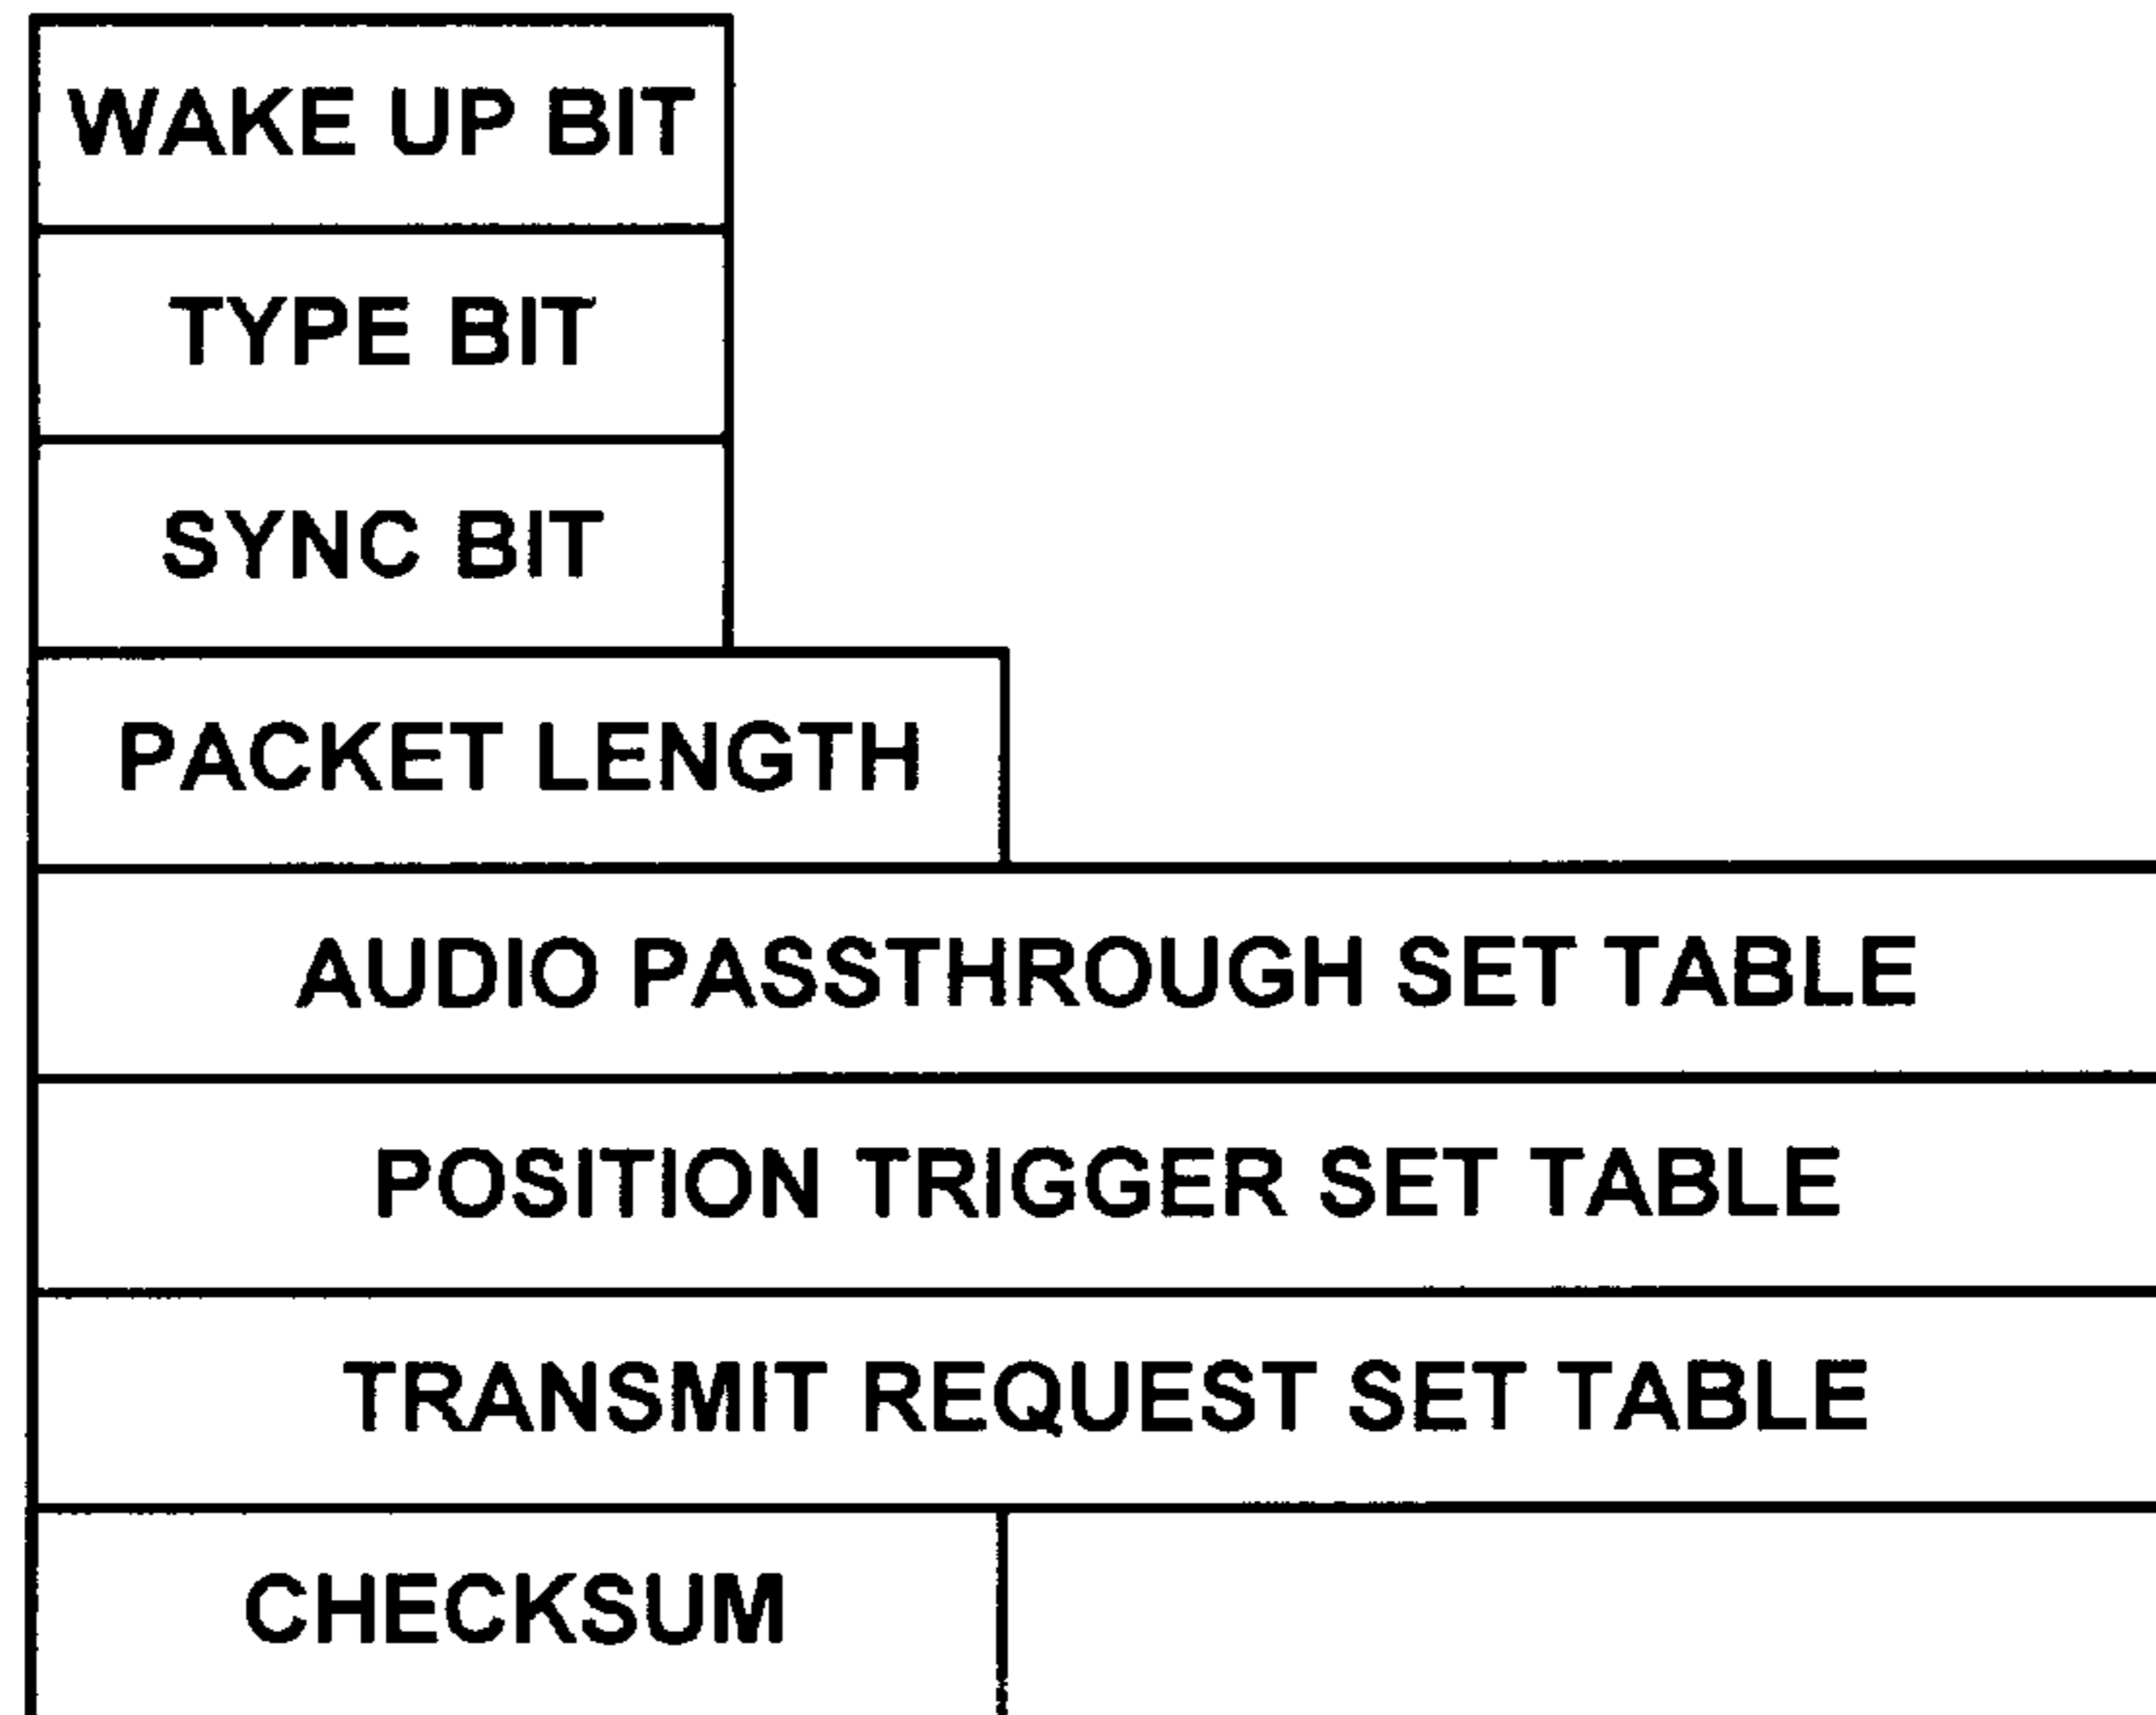 WAKE UP BIT
TYPE BIT
SYNC BIT
PACKET LENGTH
AUDIO PASSTHROUGH SET TABLE
POSITION TRIGGER SET TABLE
TRANSMIT REQUEST SET TABLE
CHECKSUM